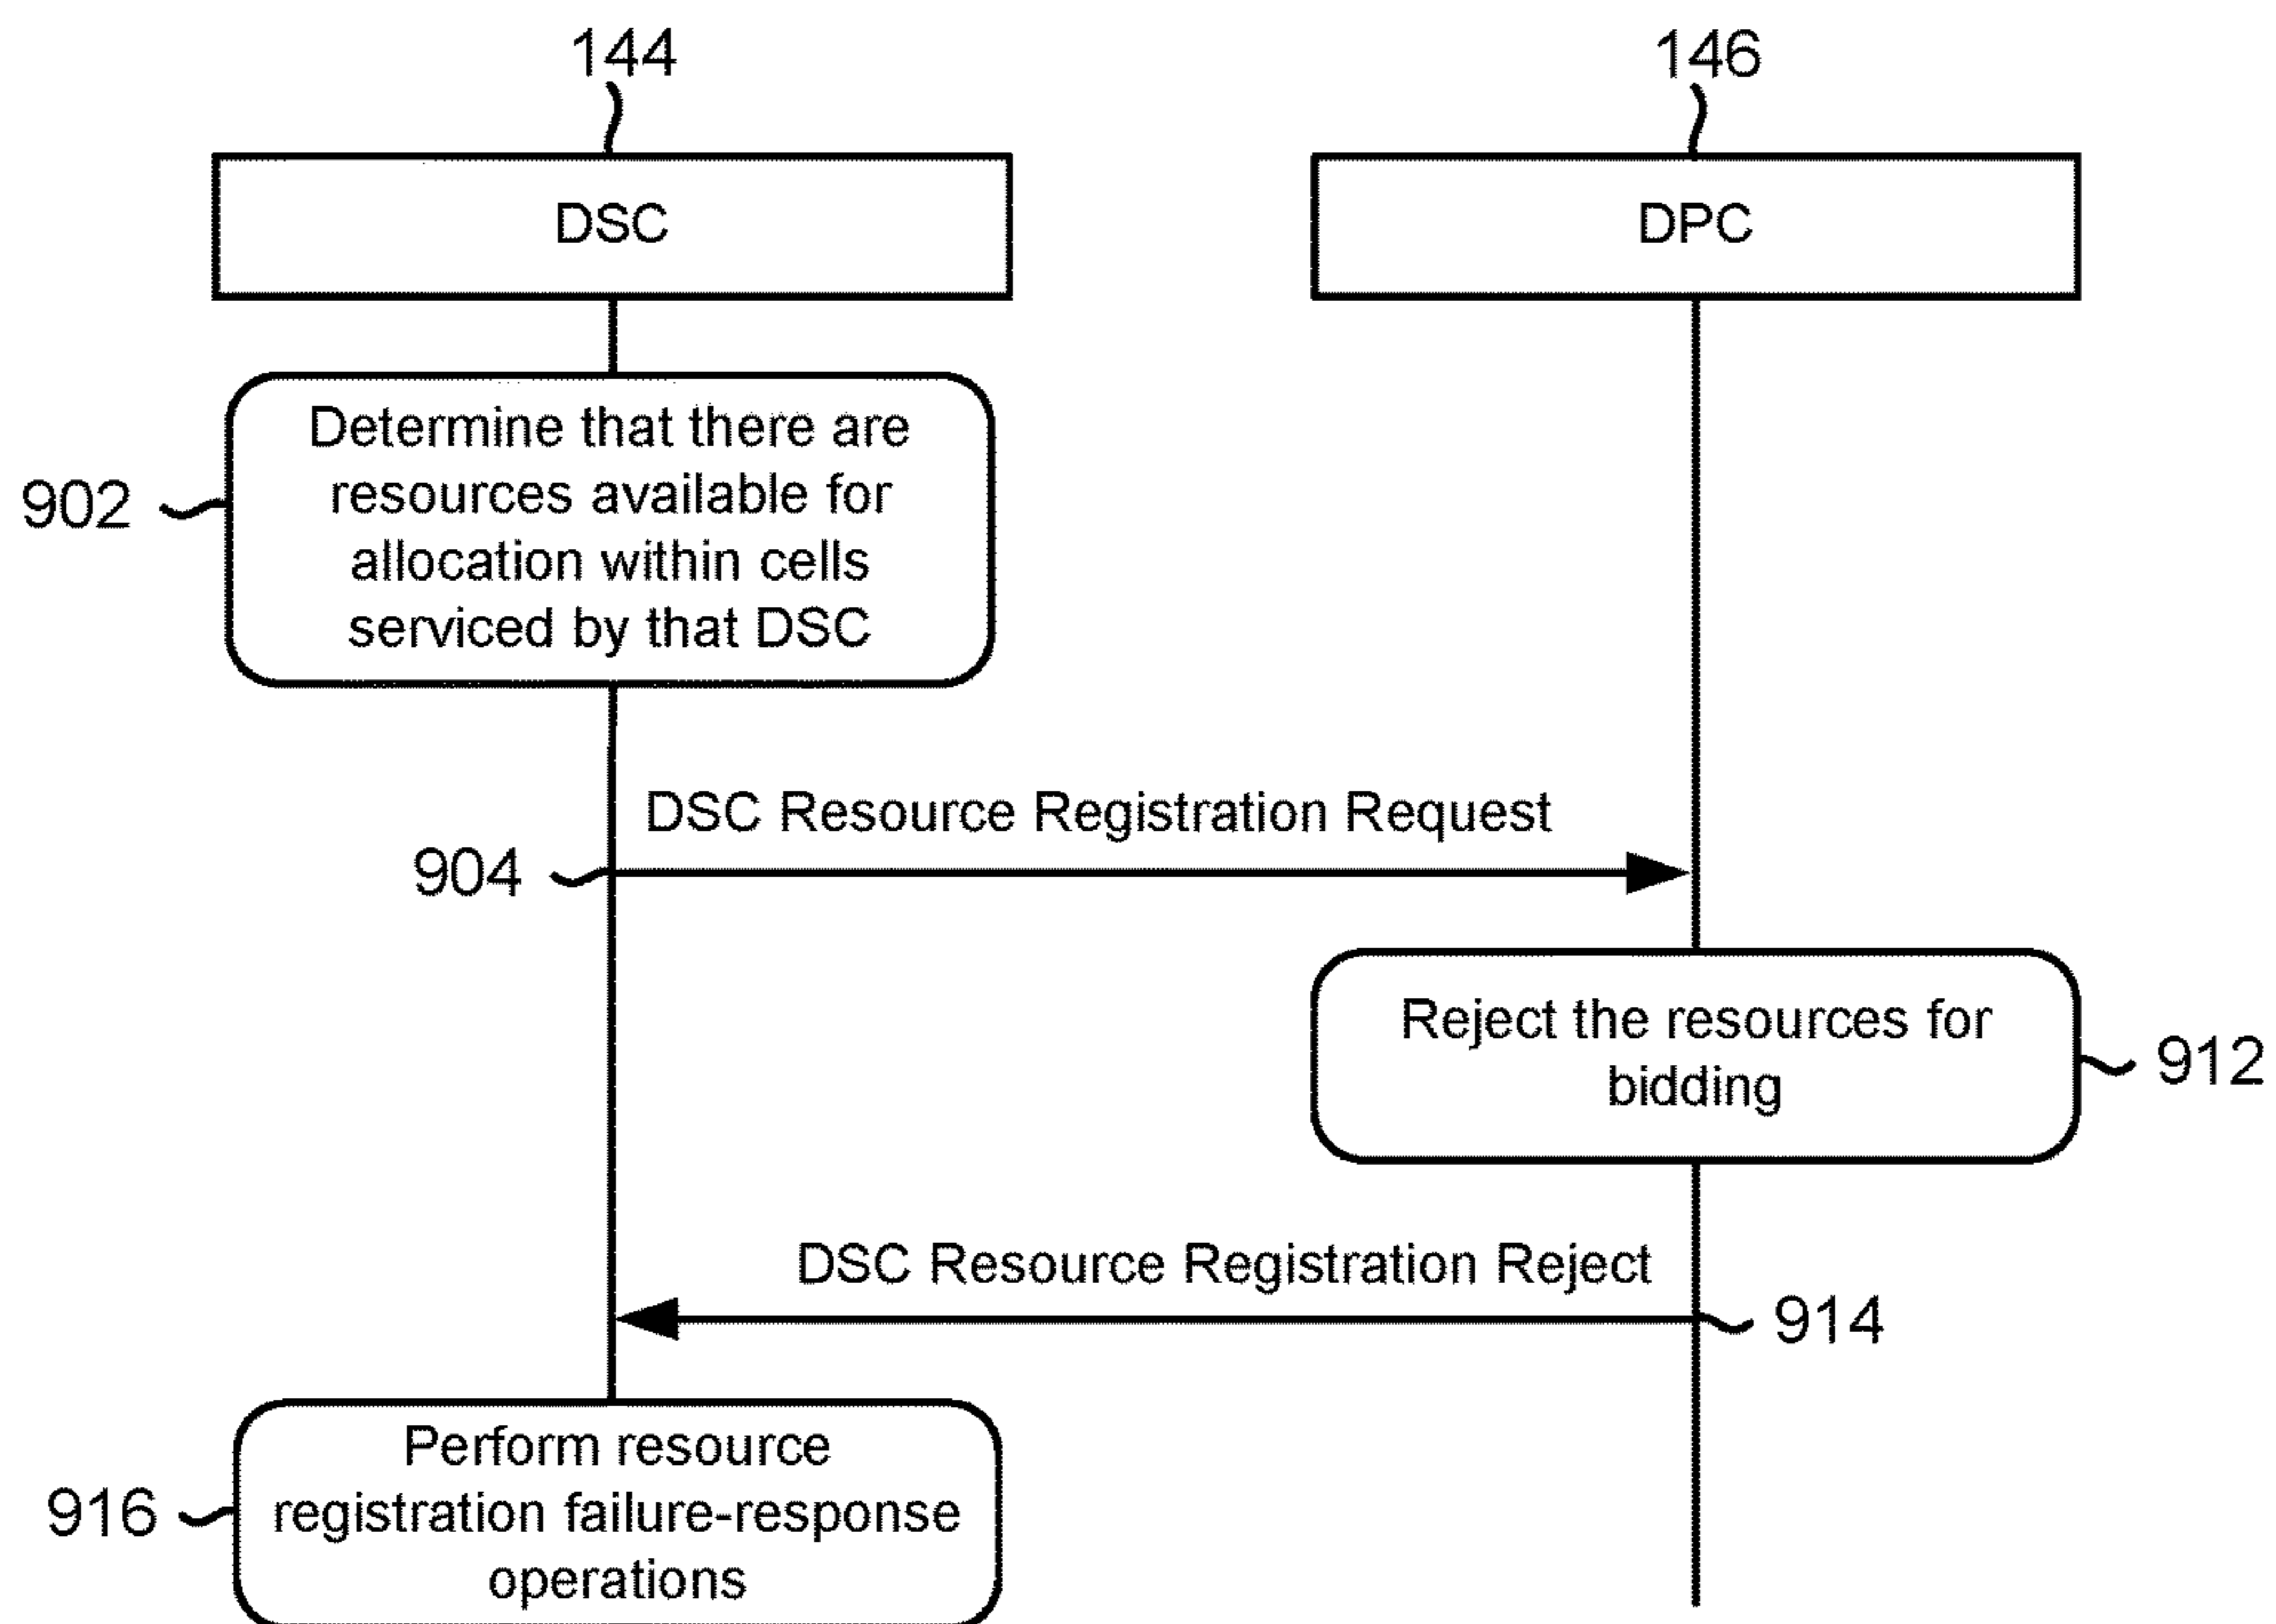 144
146
DSC
DPC
Determine that there are
resources available for
allocation within cells
serviced by that DSC
902
DSC Resource Registration Request
904
Reject the resources for
bidding
912
DSC Resource Registration Reject
914
Perform resource
registration failure-response
operations
916